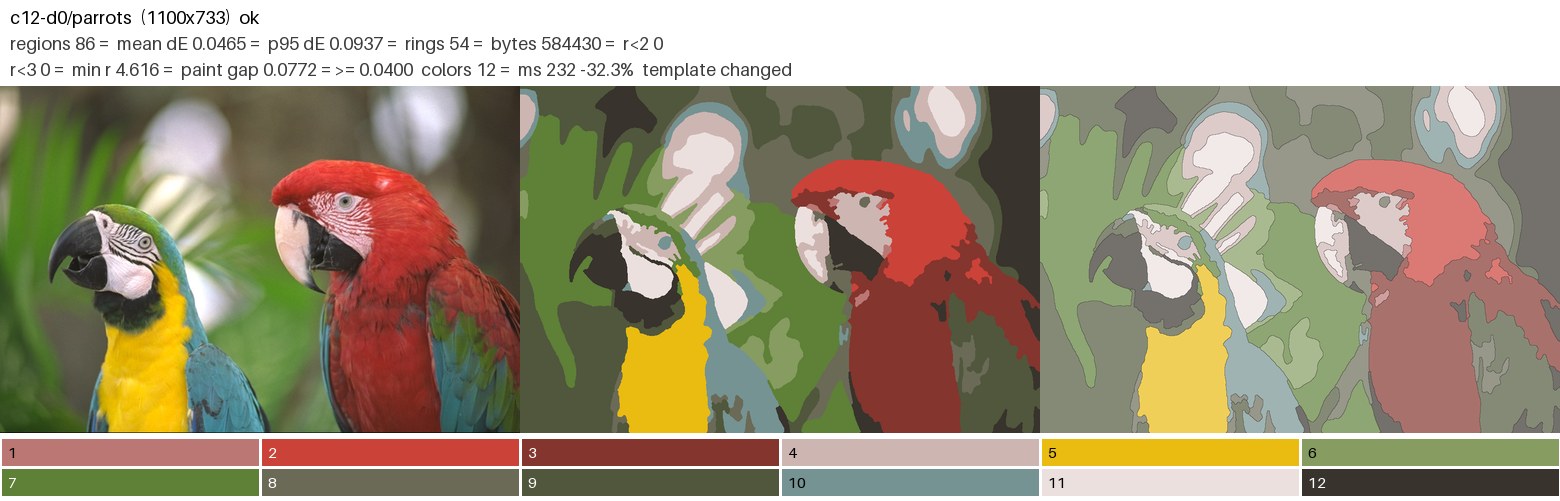 c12-d0/parrots (1100x733) ok
regions 86 = mean dE 0.0465 = p95 dE 0.0937 = rings 54 = bytes 584430 = r<2 0
r<3 0 = min r 4.616 = paint gap 0.0772 = >= 0.0400 colors 12 = ms 232 -32.3% template changed
1 2 3 4 5 6
7 8 9 10 11 12